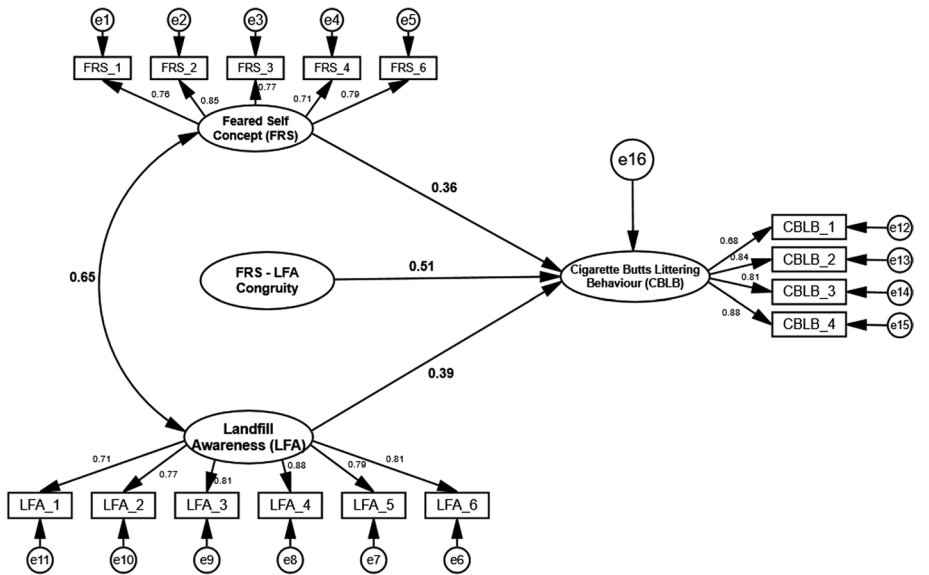 e1 e2 e3 e4 e5
FRS_1 FRS_2 FRS_3 FRS_4 FRS_6
0.76 0.85 0.77 0.71 0.79
Feared Self
Concept (FRS)
e16
0.36
CBLB_1 e12
0.68
0.84 CBLB_2 e13
0.65
FRS - LFA
Congruity
0.51
Cigarette Butts Littering
Behaviour (CBLB)
0.81 CBLB_3 e14
0.88 CBLB_4 e15
0.39
Landfill
Awareness (LFA)
0.71 0.77 0.81 0.88 0.79 0.81
LFA_1 LFA_2 LFA_3 LFA_4 LFA_5 LFA_6
e11 e10 e9 e8 e7 e6